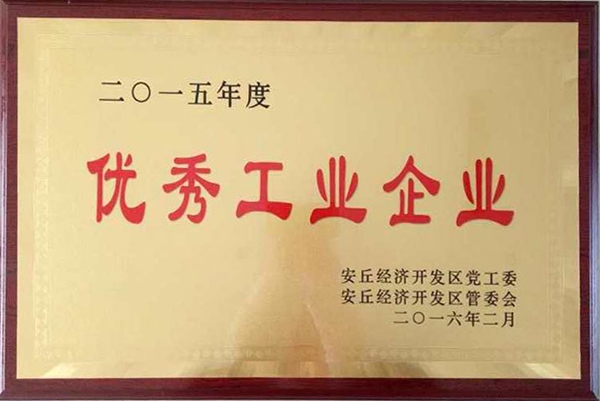 二〇一五年度
优秀工业企业
安丘经济开发区党工委
安丘经济开发区管委会
二〇一六年二月